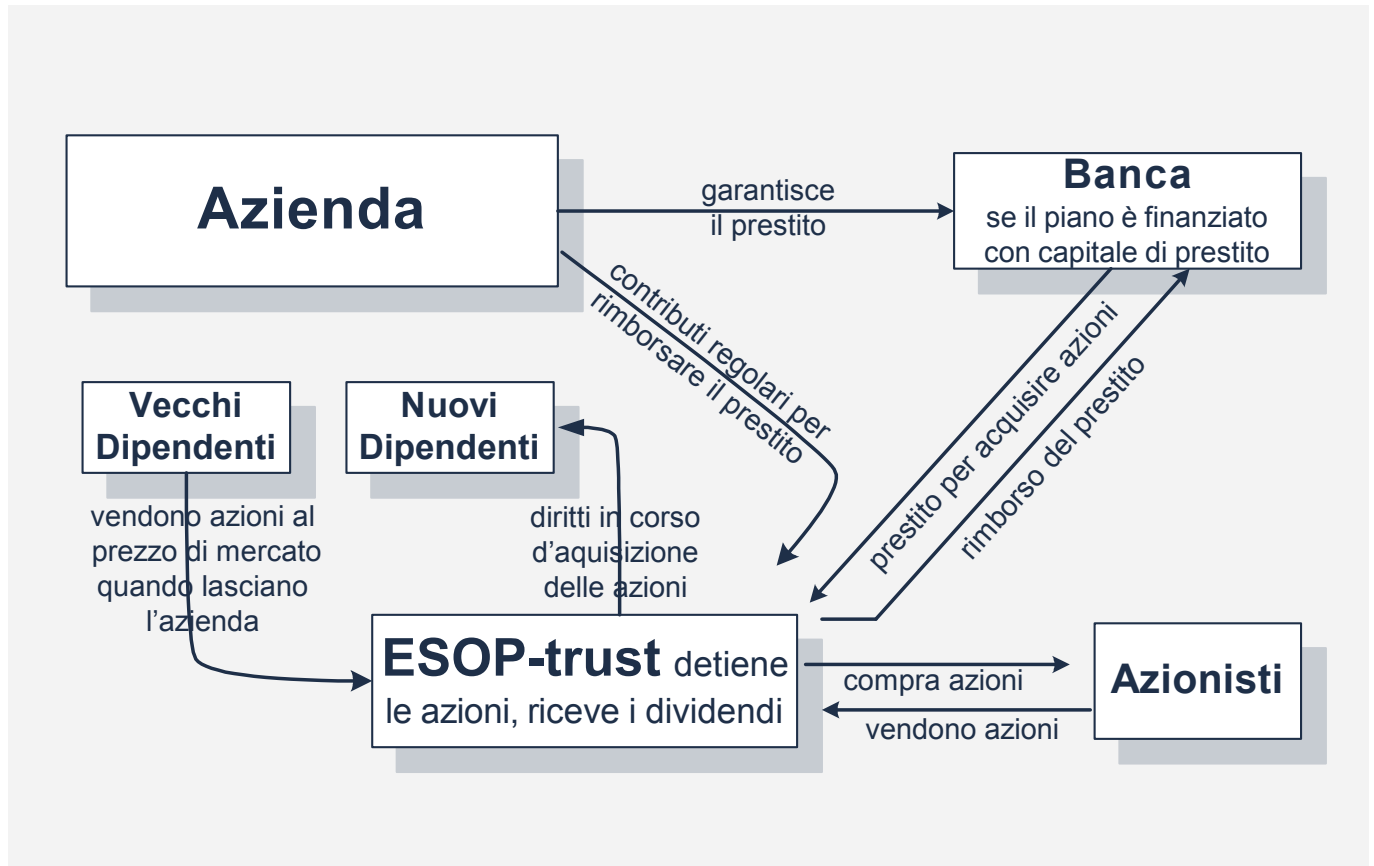 Azienda
garantisce
il prestito
Banca
se il piano è finanziato
con capitale di prestito
contributi regolari per
rimborsare il prestito
prestito per acquisire azioni
rimborso del prestito
Vecchi
Dipendenti
Nuovi
Dipendenti
vendono azioni al
prezzo di mercato
quando lasciano
l’azienda
diritti in corso
d’aquisizione
delle azioni
ESOP-trust detiene
le azioni, riceve i dividendi
compra azioni
vendono azioni
Azionisti